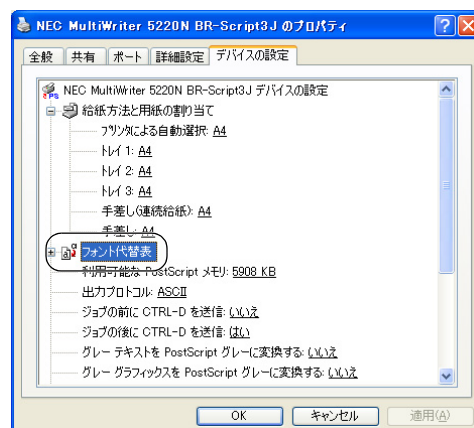 NEC MultiWriter 5220N BR-Script3J のプロパティ
全般 共有 ポート 詳細設定 デバイスの設定
NEC MultiWriter 5220N BR-Script3J デバイスの設定
給紙方法と用紙の割り当て
プリンタによる自動選択: A4
トレイ 1: A4
トレイ 2: A4
トレイ 3: A4
手差し(連続給紙): A4
手差し: A4
フォント代替表
利用可能な PostScript メモリ: 5908 KB
出力プロトコル: ASCII
ジョブの前に CTRL-D を送信: いいえ
ジョブの後に CTRL-D を送信: はい
グレー テキストを PostScript グレーに変換する: いいえ
グレー グラフィックスを PostScript グレーに変換する: いいえ
OK キャンセル 適用(A)